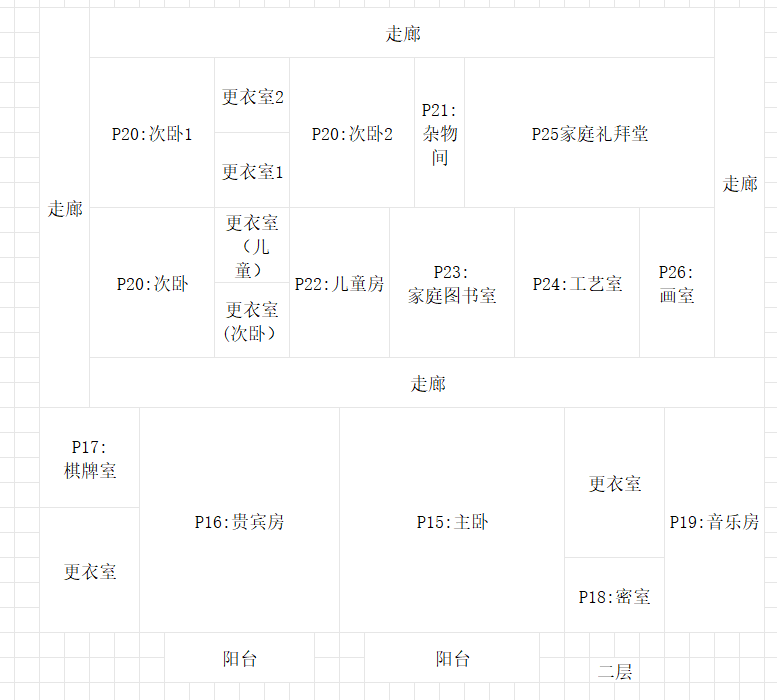 走廊
P20:次卧1
更衣室2
更衣室1
P20:次卧2
P21:
杂物
间
P25家庭礼拜堂
走廊
走廊
P20:次卧
更衣室
（儿
童）
更衣室
(次卧）
P22:儿童房
P23:
家庭图书室
P24:工艺室
P26:
画室
走廊
P17:
棋牌室
更衣室
P16:贵宾房
P15:主卧
更衣室
P18:密室
P19:音乐房
阳台
阳台
二层